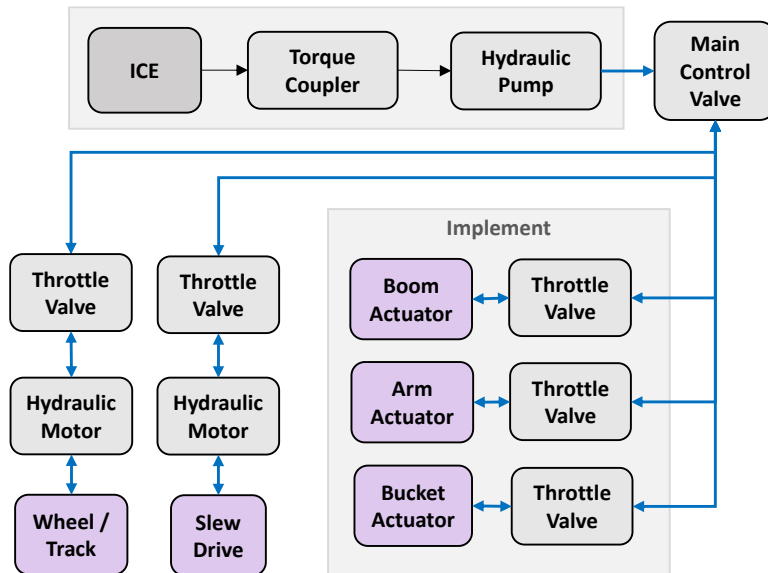 ICE
Torque
Coupler
Hydraulic
Pump
Main
Control
Valve
Implement
Throttle
Valve
Throttle
Valve
Boom
Actuator
Throttle
Valve
Hydraulic
Motor
Hydraulic
Motor
Arm
Actuator
Throttle
Valve
Wheel /
Track
Slew
Drive
Bucket
Actuator
Throttle
Valve